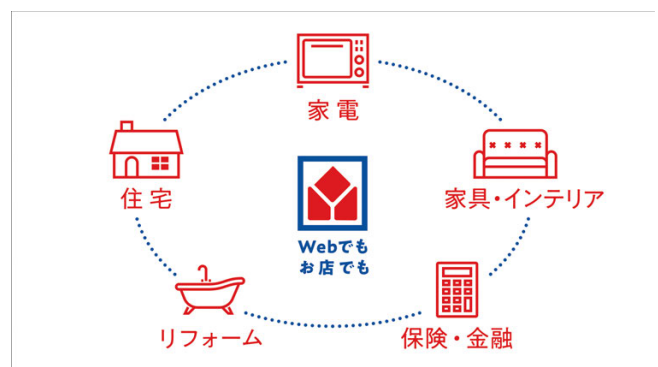 家電
住宅
家具・インテリア
Webでも
お店でも
リフォーム
保険・金融